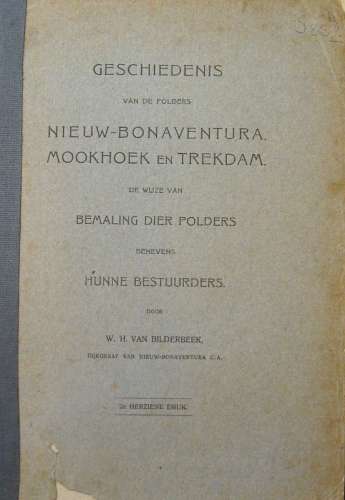 GESCHIEDENIS
VAN DE POLDERS
NIEUW-BONAVENTURA.
MOOKHOEK EN TREKDAM.
DE WIJZE VAN
BEMALING DIER POLDERS
BENEVENS
HUNNE BESTUURDERS.
DOOR
W. H. VAN BILDERBEEK.
DIJKGRAAF VAN NIEUW-BONAVENTURA C.A.
2E HERZIENE DRUK.